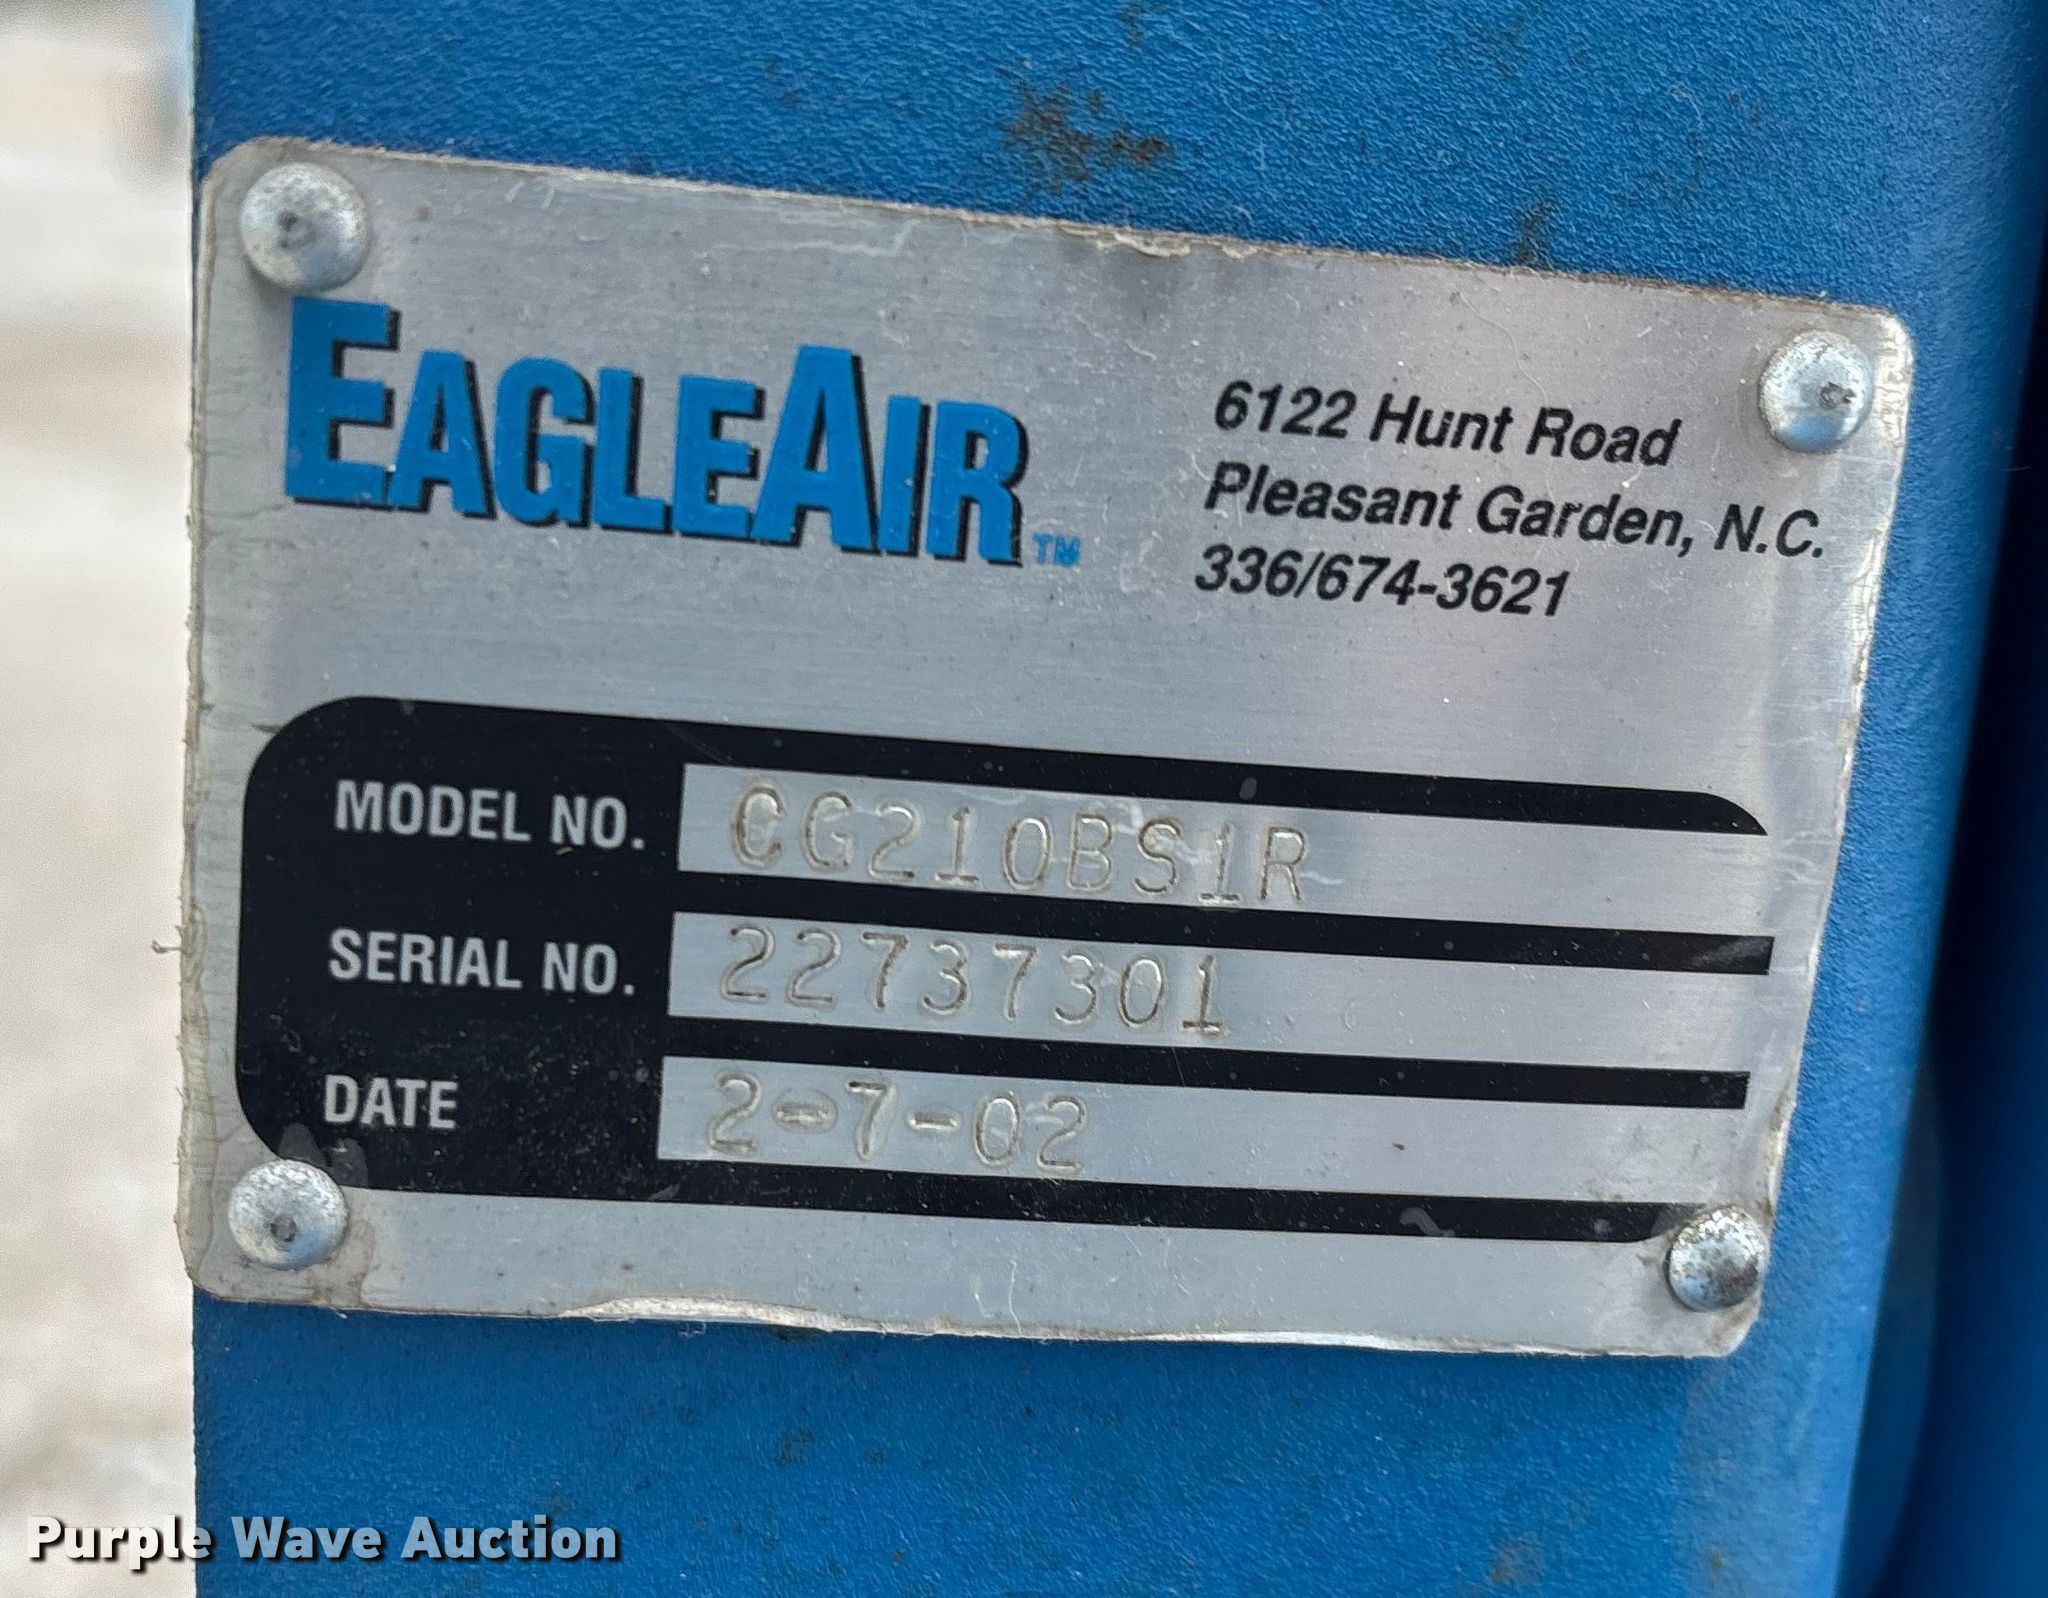 EAGLEAIR™
6122 Hunt Road
Pleasant Garden, N.C.
336/674-3621
MODEL NO. CG210BS1R
SERIAL NO. 22737301
DATE 2-7-02
Purple Wave Auction